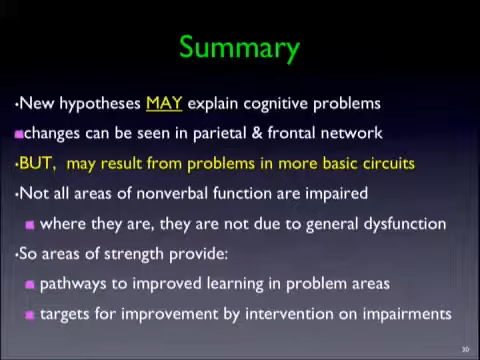 Summary
•New hypotheses MAY explain cognitive problems
■changes can be seen in parietal & frontal network
•BUT, may result from problems in more basic circuits
•Not all areas of nonverbal function are impaired
■ where they are, they are not due to general dysfunction
•So areas of strength provide:
■ pathways to improved learning in problem areas
■ targets for improvement by intervention on impairments
30